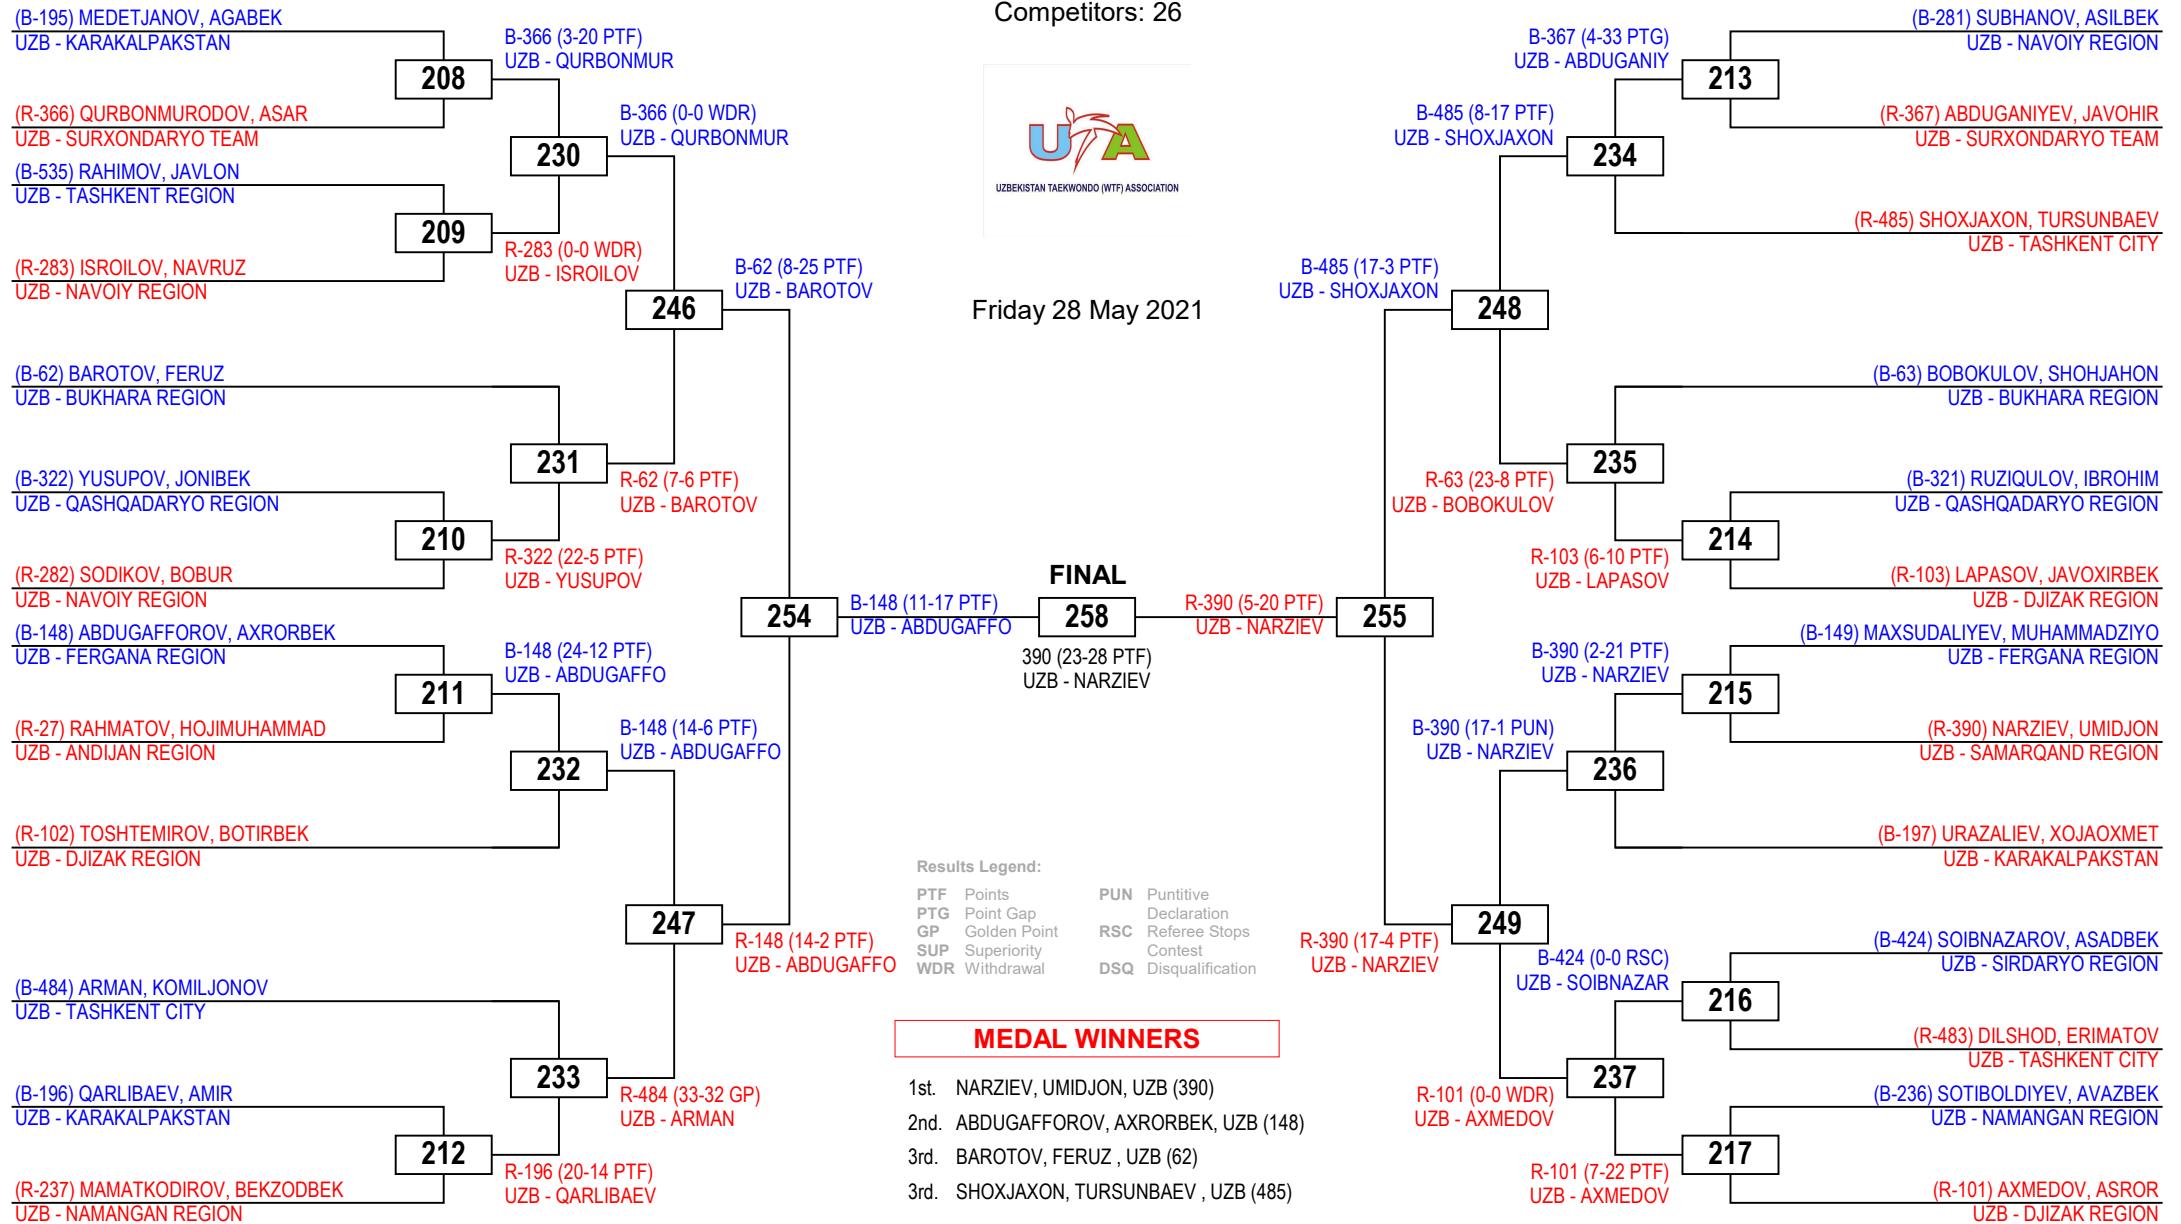 Competitors: 26
UTA
UZBEKISTAN TAEKWONDO (WTF) ASSOCIATION
Friday 28 May 2021
(B-195) MEDETJANOV, AGABEK
UZB - KARAKALPAKSTAN
208
(R-366) QURBONMURODOV, ASAR
UZB - SURXONDARYO TEAM
(B-535) RAHIMOV, JAVLON
UZB - TASHKENT REGION
209
(R-283) ISROILOV, NAVRUZ
UZB - NAVOIY REGION
(B-62) BAROTOV, FERUZ
UZB - BUKHARA REGION
(B-322) YUSUPOV, JONIBEK
UZB - QASHQADARYO REGION
210
(R-282) SODIKOV, BOBUR
UZB - NAVOIY REGION
(B-148) ABDUGAFFOROV, AXRORBEK
UZB - FERGANA REGION
211
(R-27) RAHMATOV, HOJIMUHAMMAD
UZB - ANDIJAN REGION
(R-102) TOSHTEMIROV, BOTIRBEK
UZB - DJIZAK REGION
(B-484) ARMAN, KOMILJONOV
UZB - TASHKENT CITY
(B-196) QARLIBAEV, AMIR
UZB - KARAKALPAKSTAN
212
(R-237) MAMATKODIROV, BEKZODBEK
UZB - NAMANGAN REGION
B-366 (3-20 PTF)
UZB - QURBONMUR
230
R-283 (0-0 WDR)
UZB - ISROILOV
231
R-322 (22-5 PTF)
UZB - YUSUPOV
B-148 (24-12 PTF)
UZB - ABDUGAFFO
232
233
R-196 (20-14 PTF)
UZB - QARLIBAEV
B-366 (0-0 WDR)
UZB - QURBONMUR
246
R-62 (7-6 PTF)
UZB - BAROTOV
B-148 (14-6 PTF)
UZB - ABDUGAFFO
247
R-484 (33-32 GP)
UZB - ARMAN
B-62 (8-25 PTF)
UZB - BAROTOV
254
R-148 (14-2 PTF)
UZB - ABDUGAFFO
B-148 (11-17 PTF)
UZB - ABDUGAFFO
FINAL
258
390 (23-28 PTF)
UZB - NARZIEV
R-390 (5-20 PTF)
UZB - NARZIEV
255
B-485 (17-3 PTF)
UZB - SHOXJAXON
248
R-390 (17-4 PTF)
UZB - NARZIEV
249
B-485 (8-17 PTF)
UZB - SHOXJAXON
234
R-63 (23-8 PTF)
UZB - BOBOKULOV
235
B-390 (17-1 PUN)
UZB - NARZIEV
236
R-101 (0-0 WDR)
UZB - AXMEDOV
237
B-367 (4-33 PTG)
UZB - ABDUGANIY
213
R-103 (6-10 PTF)
UZB - LAPASOV
214
B-390 (2-21 PTF)
UZB - NARZIEV
215
B-424 (0-0 RSC)
UZB - SOIBNAZAR
216
R-101 (7-22 PTF)
UZB - AXMEDOV
217
(B-281) SUBHANOV, ASILBEK
UZB - NAVOIY REGION
(R-367) ABDUGANIYEV, JAVOHIR
UZB - SURXONDARYO TEAM
(R-485) SHOXJAXON, TURSUNBAEV
UZB - TASHKENT CITY
(B-63) BOBOKULOV, SHOHJAHON
UZB - BUKHARA REGION
(B-321) RUZIQULOV, IBROHIM
UZB - QASHQADARYO REGION
(R-103) LAPASOV, JAVOXIRBEK
UZB - DJIZAK REGION
(B-149) MAXSUDALIYEV, MUHAMMADZIYO
UZB - FERGANA REGION
(R-390) NARZIEV, UMIDJON
UZB - SAMARQAND REGION
(B-197) URAZALIEV, XOJAOXMET
UZB - KARAKALPAKSTAN
(B-424) SOIBNAZAROV, ASADBEK
UZB - SIRDARYO REGION
(R-483) DILSHOD, ERIMATOV
UZB - TASHKENT CITY
(B-236) SOTIBOLDIYEV, AVAZBEK
UZB - NAMANGAN REGION
(R-101) AXMEDOV, ASROR
UZB - DJIZAK REGION
Results Legend:
PTF Points
PTG Point Gap
GP Golden Point
SUP Superiority
WDR Withdrawal
PUN Puntitive
Declaration
RSC Referee Stops
Contest
DSQ Disqualification
MEDAL WINNERS
1st. NARZIEV, UMIDJON, UZB (390)
2nd. ABDUGAFFOROV, AXRORBEK, UZB (148)
3rd. BAROTOV, FERUZ , UZB (62)
3rd. SHOXJAXON, TURSUNBAEV , UZB (485)